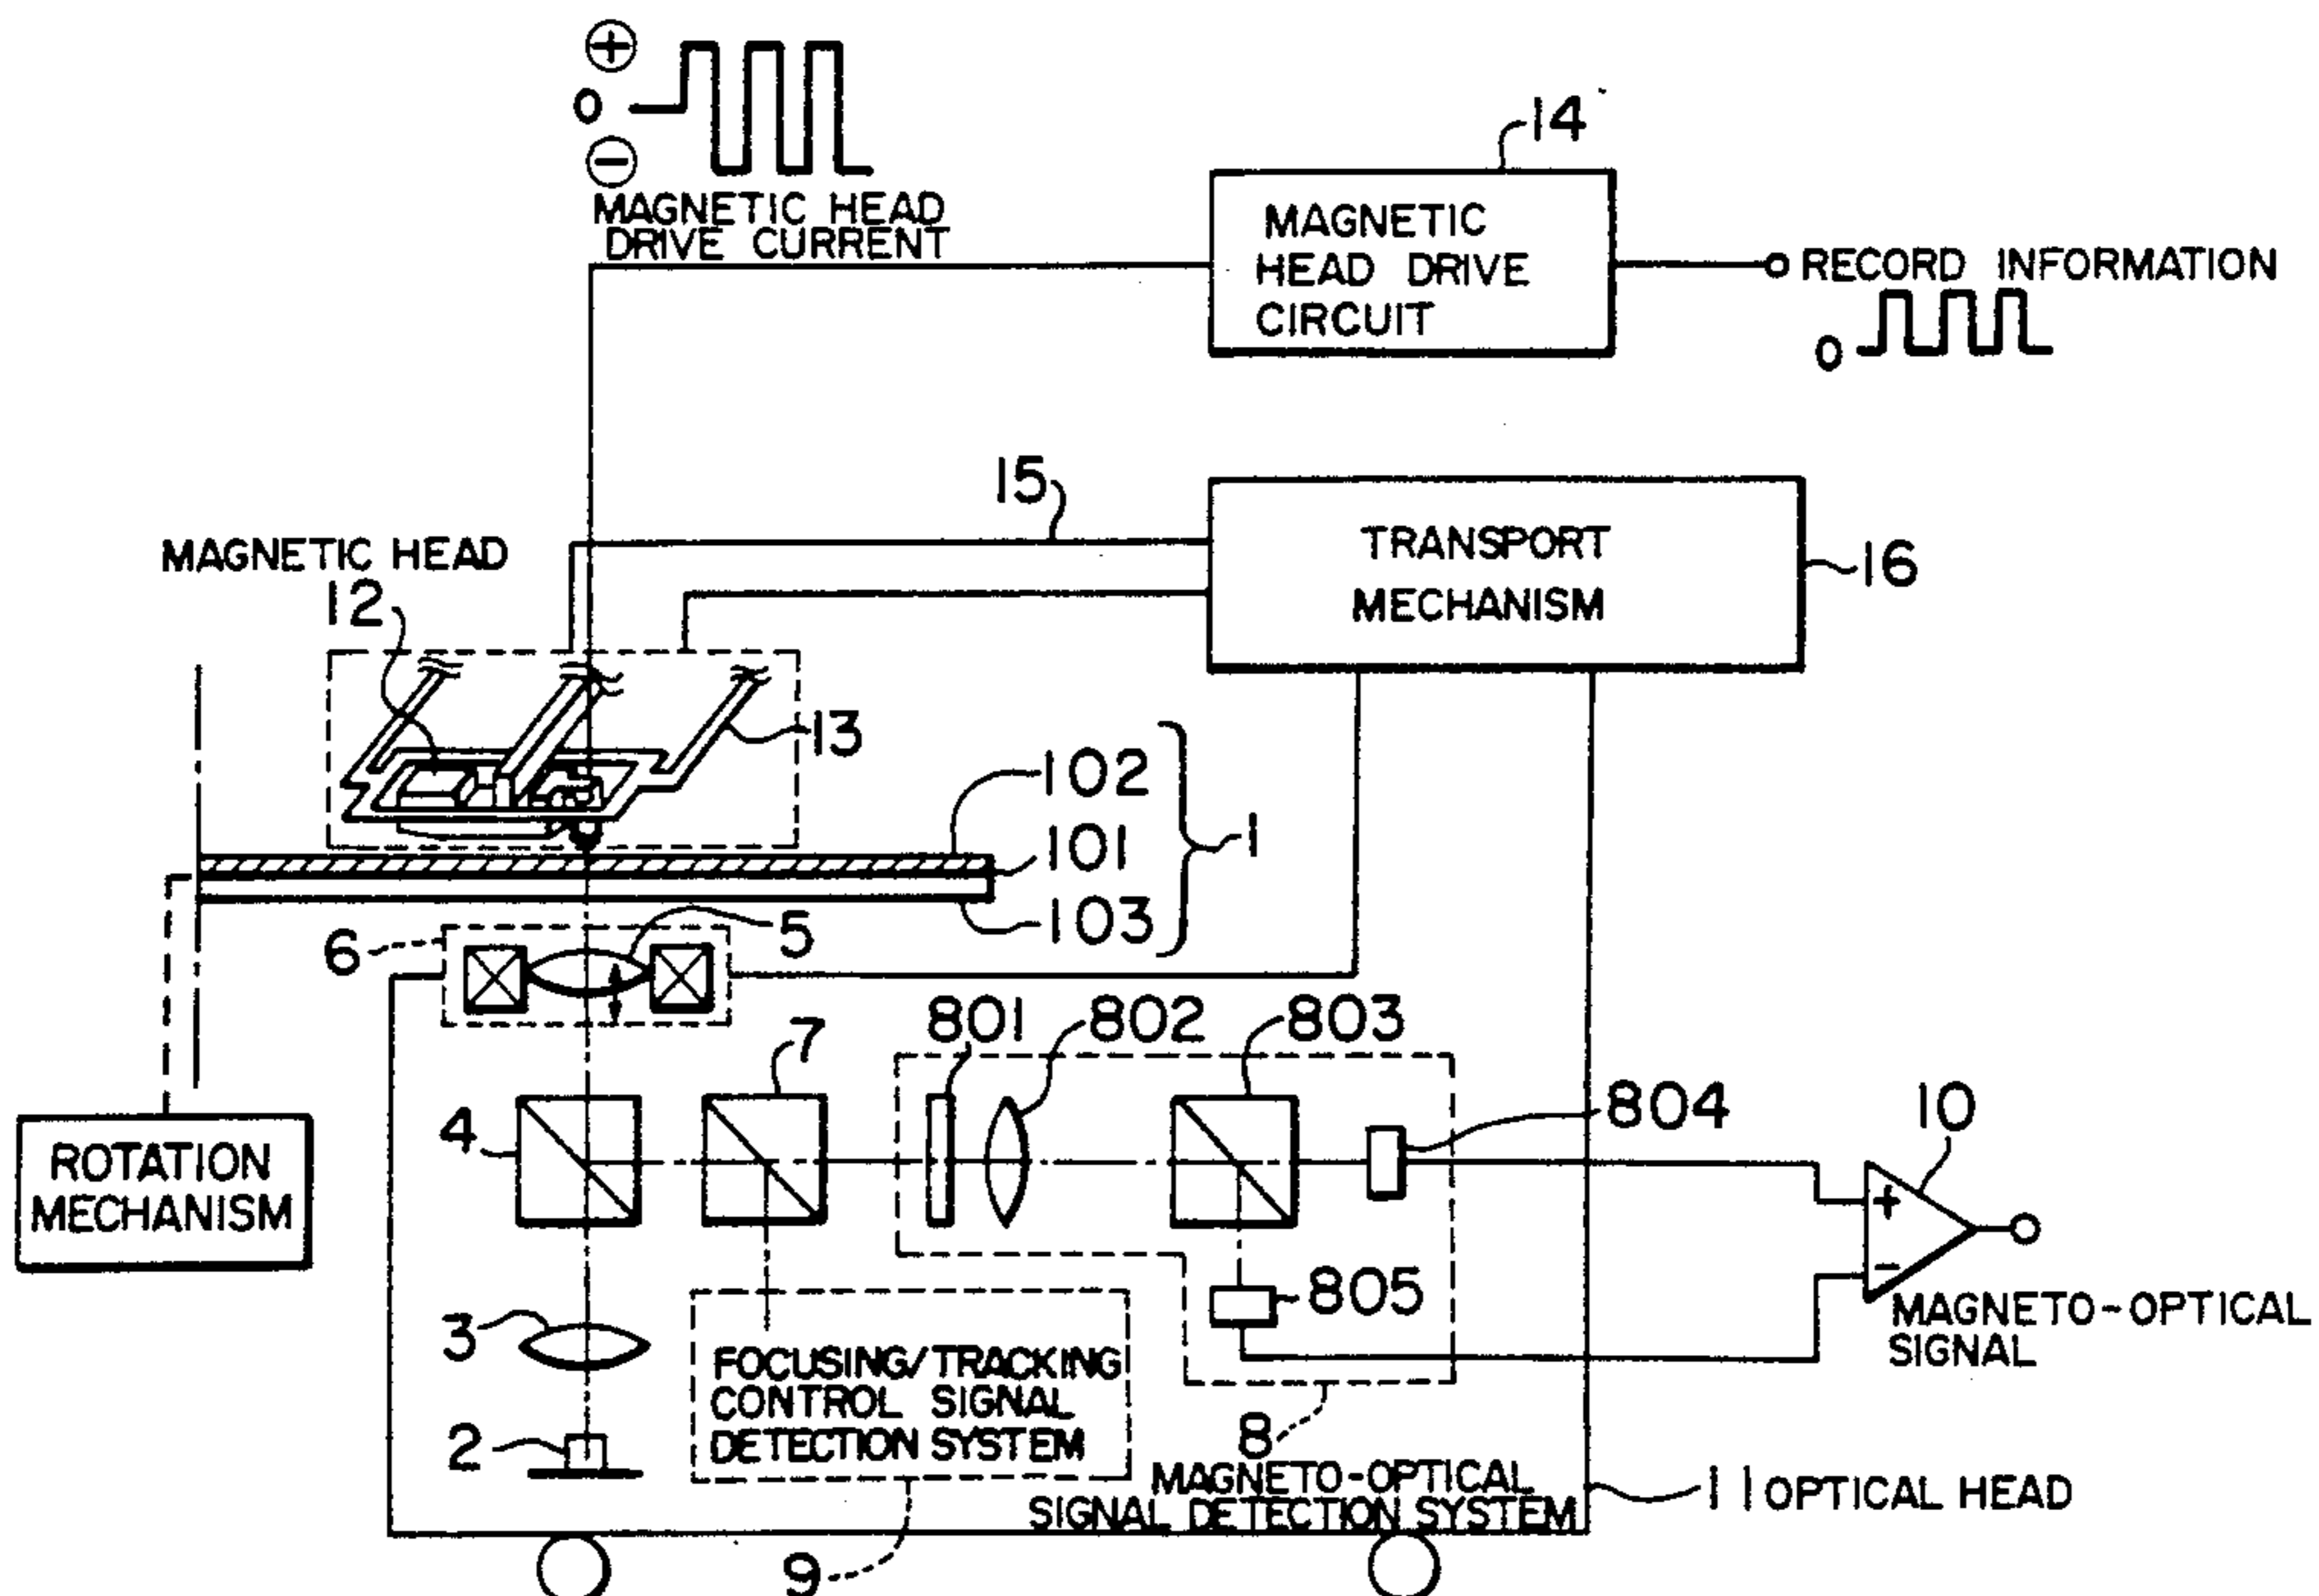 +
0
−
MAGNETIC HEAD
DRIVE CURRENT
14
MAGNETIC
HEAD DRIVE
CIRCUIT
RECORD INFORMATION
0
15
TRANSPORT
MECHANISM
16
MAGNETIC HEAD
12
13
102
101
103
1
6
5
7
801
802
803
804
10
4
ROTATION
MECHANISM
+
−
805
MAGNETO-OPTICAL
SIGNAL
3
FOCUSING/TRACKING
CONTROL SIGNAL
DETECTION SYSTEM
2
8
MAGNETO-OPTICAL
SIGNAL DETECTION SYSTEM
11 OPTICAL HEAD
9